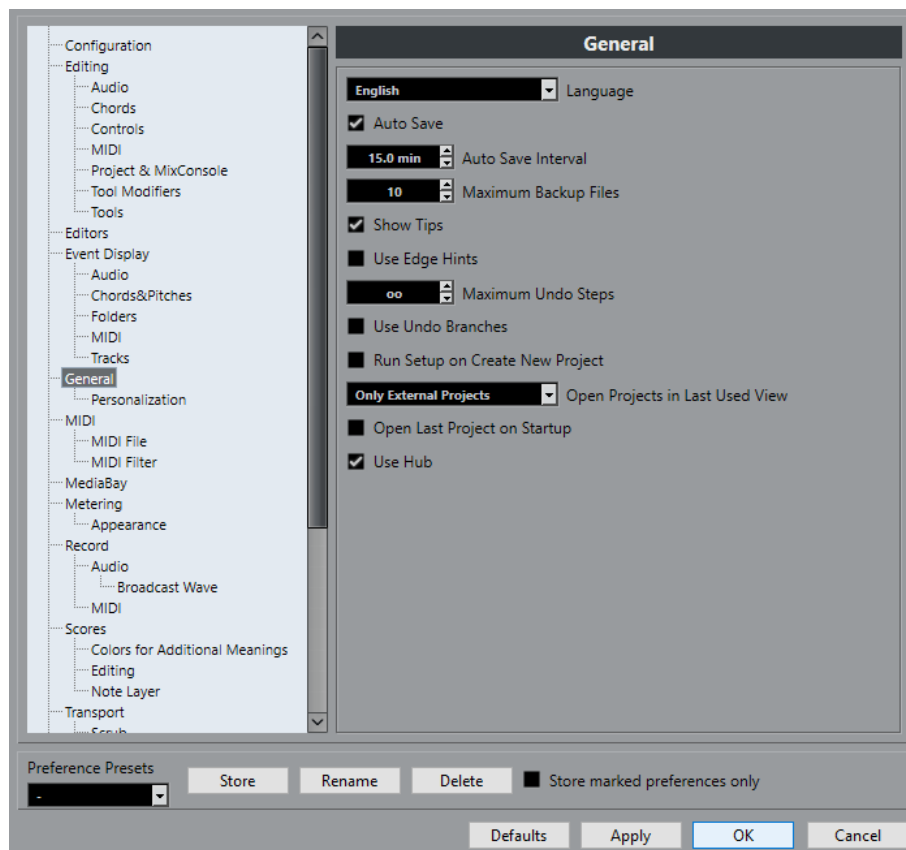 Configuration
Editing
Audio
Chords
Controls
MIDI
Project & MixConsole
Tool Modifiers
Tools
Editors
Event Display
Audio
Chords&Pitches
Folders
MIDI
Tracks
General
Personalization
MIDI
MIDI File
MIDI Filter
MediaBay
Metering
Appearance
Record
Audio
Broadcast Wave
MIDI
Scores
Colors for Additional Meanings
Editing
Note Layer
Transport
Scrub
General
English Language
Auto Save
15.0 min Auto Save Interval
10 Maximum Backup Files
Show Tips
Use Edge Hints
oo Maximum Undo Steps
Use Undo Branches
Run Setup on Create New Project
Only External Projects Open Projects in Last Used View
Open Last Project on Startup
Use Hub
Preference Presets
-
Store Rename Delete Store marked preferences only
Defaults Apply OK Cancel